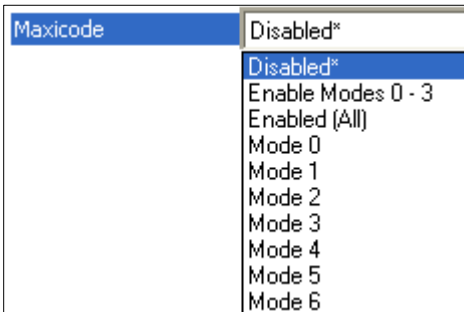 Maxicode Disabled*
Disabled*
Enable Modes 0 - 3
Enabled (All)
Mode 0
Mode 1
Mode 2
Mode 3
Mode 4
Mode 5
Mode 6